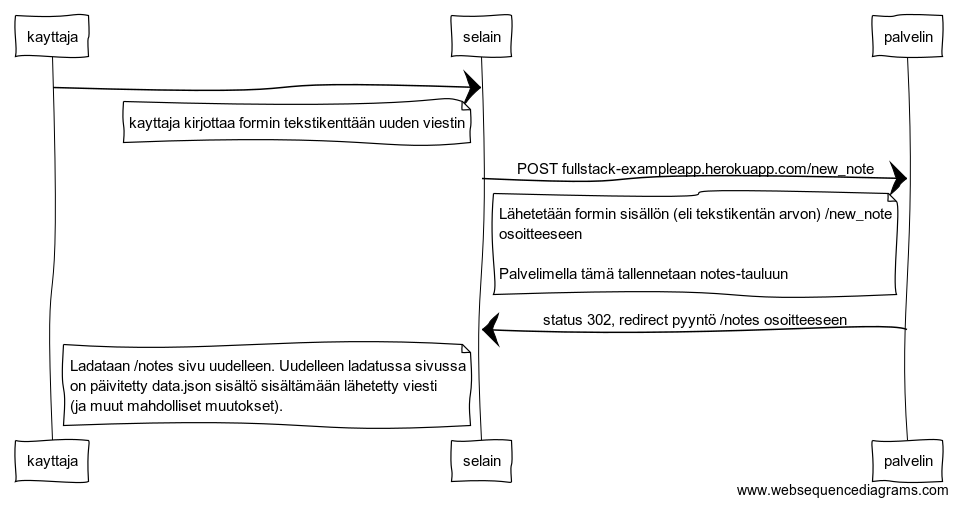 kayttaja
selain
palvelin
kayttaja kirjottaa formin tekstikenttään uuden viestin
POST fullstack-exampleapp.herokuapp.com/new_note
Lähetetään formin sisällön (eli tekstikentän arvon) /new_note
osoitteeseen
Palvelimella tämä tallennetaan notes-tauluun
status 302, redirect pyyntö /notes osoitteeseen
Ladataan /notes sivu uudelleen. Uudelleen ladatussa sivussa
on päivitetty data.json sisältö sisältämään lähetetty viesti
(ja muut mahdolliset muutokset).
kayttaja
selain
palvelin
www.websequencediagrams.com